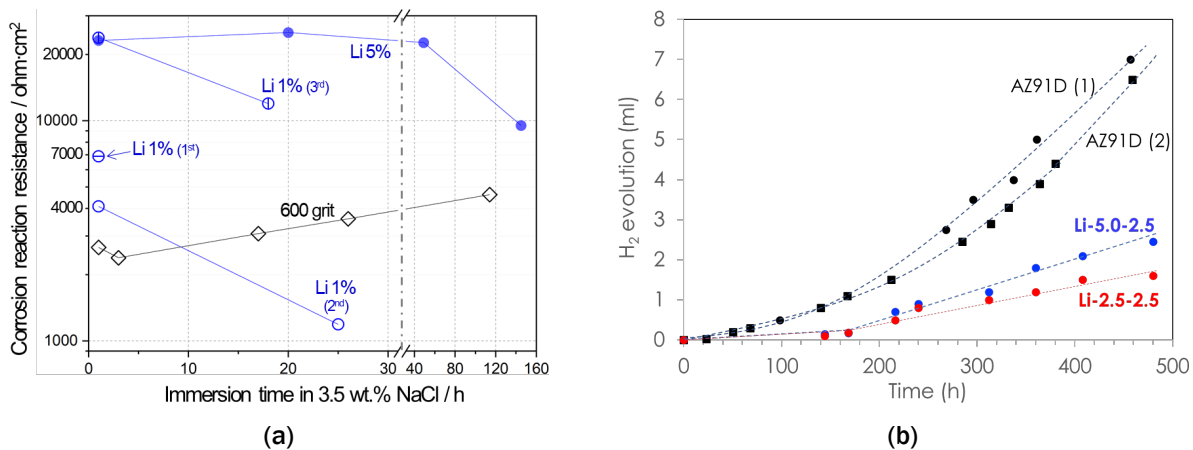 Corrosion reaction resistance / ohm·cm²
20000
10000
7000
4000
1000
Li 5%
Li 1% (3rd)
Li 1% (1st)
600 grit
Li 1%
(2nd)
0 10 20 30 40 80 120 160
Immersion time in 3.5 wt.% NaCl / h
(a)
H₂ evolution (ml)
8
7
6
5
4
3
2
1
0
AZ91D (1)
AZ91D (2)
Li-5.0-2.5
Li-2.5-2.5
0 100 200 300 400 500
Time (h)
(b)